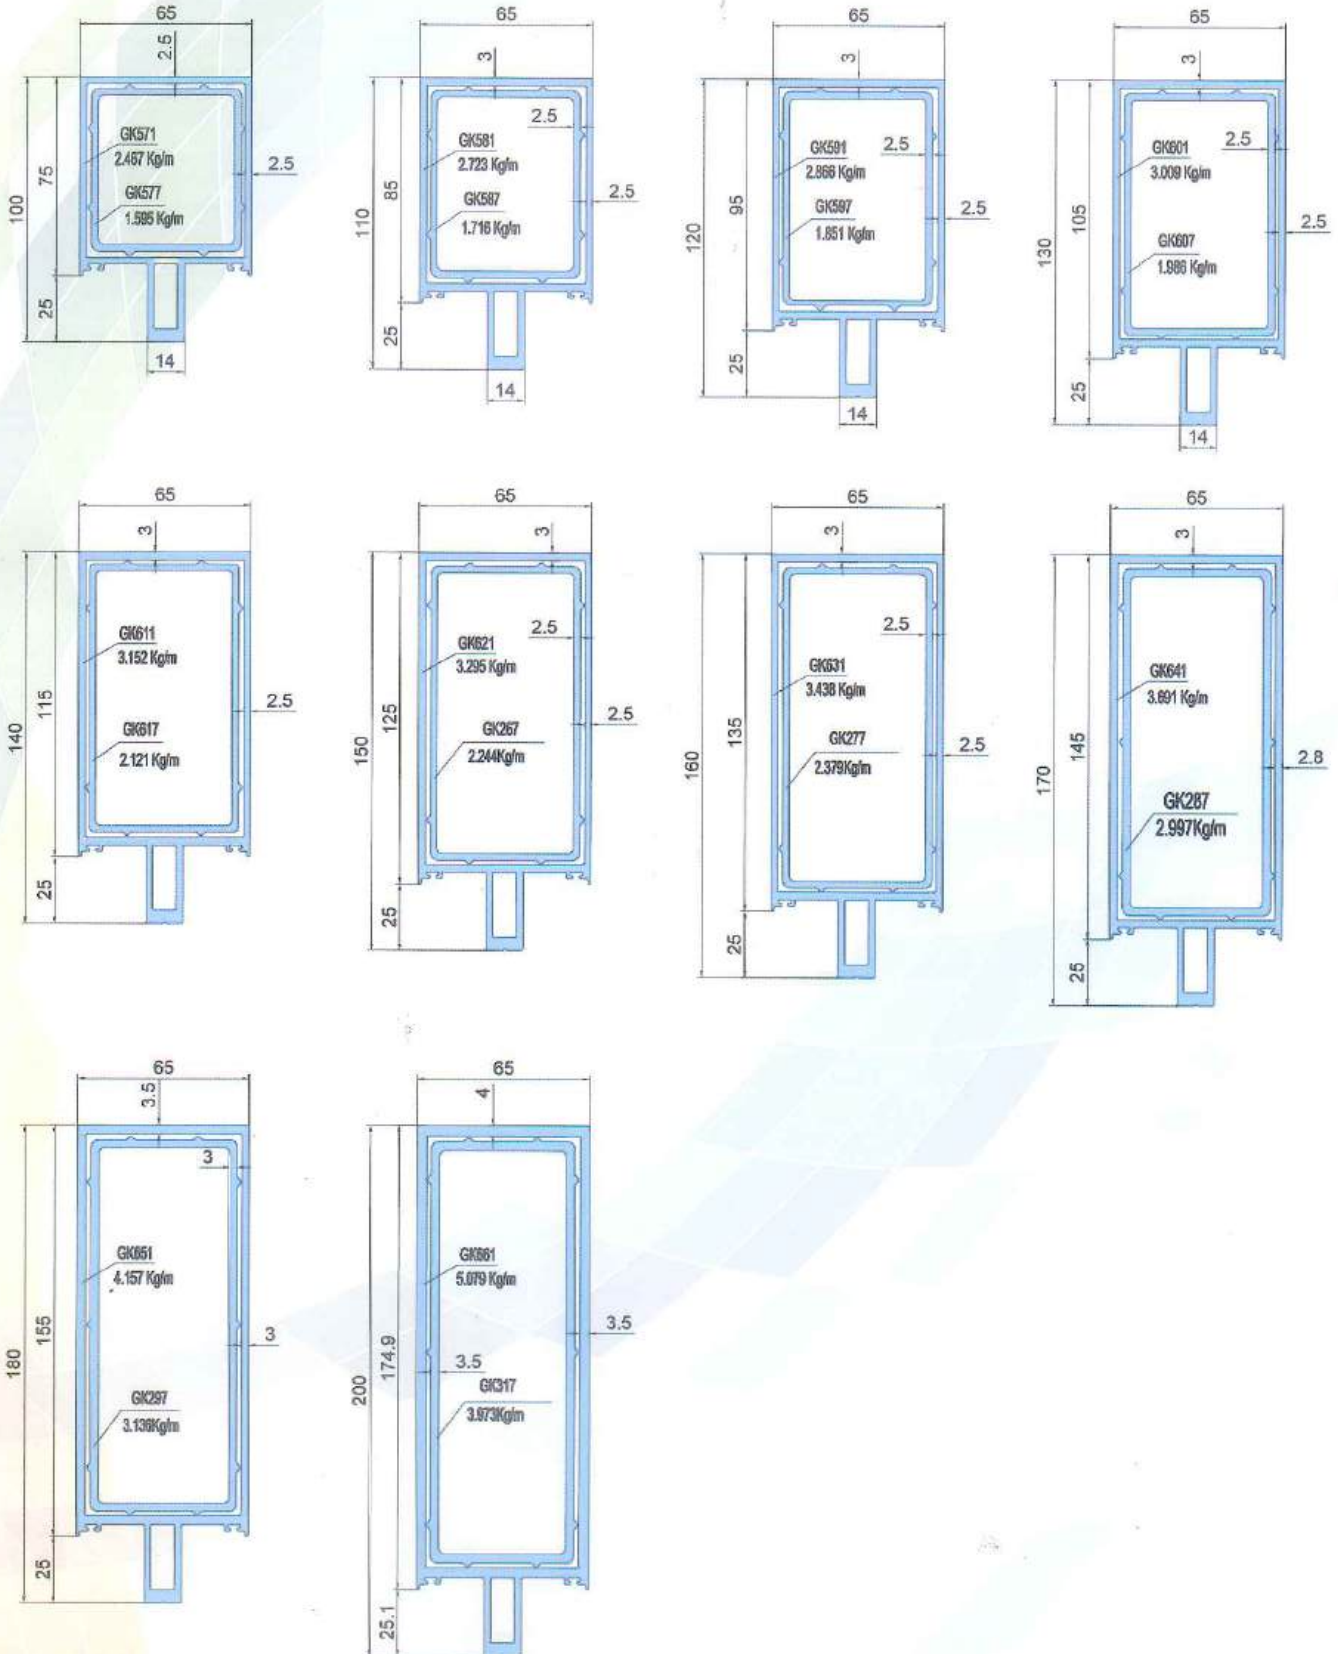 65
2.5
GK571
2.467 Kg/m
2.5
GK577
1.595 Kg/m
75
100
25
14
65
3
2.5
GK581
2.723 Kg/m
2.5
GK587
1.716 Kg/m
85
110
25
14
65
3
GK591
2.5
2.866 Kg/m
GK597
2.5
1.851 Kg/m
95
120
25
14
65
3
GK601
2.5
3.009 Kg/m
2.5
GK607
1.986 Kg/m
105
130
25
14
65
3
GK611
3.152 Kg/m
2.5
GK617
2.121 Kg/m
115
140
25
65
3
2.5
GK621
3.295 Kg/m
2.5
GK267
2.244Kg/m
125
150
25
65
3
2.5
GK631
3.438 Kg/m
GK277
2.5
2.379Kg/m
135
160
25
65
3
GK641
3.691 Kg/m
2.8
GK287
2.997Kg/m
145
170
25
65
3.5
3
GK651
4.157 Kg/m
3
GK297
3.136Kg/m
155
180
25
65
4
GK661
5.079 Kg/m
3.5
3.5
GK317
3.973Kg/m
174.9
200
25.1